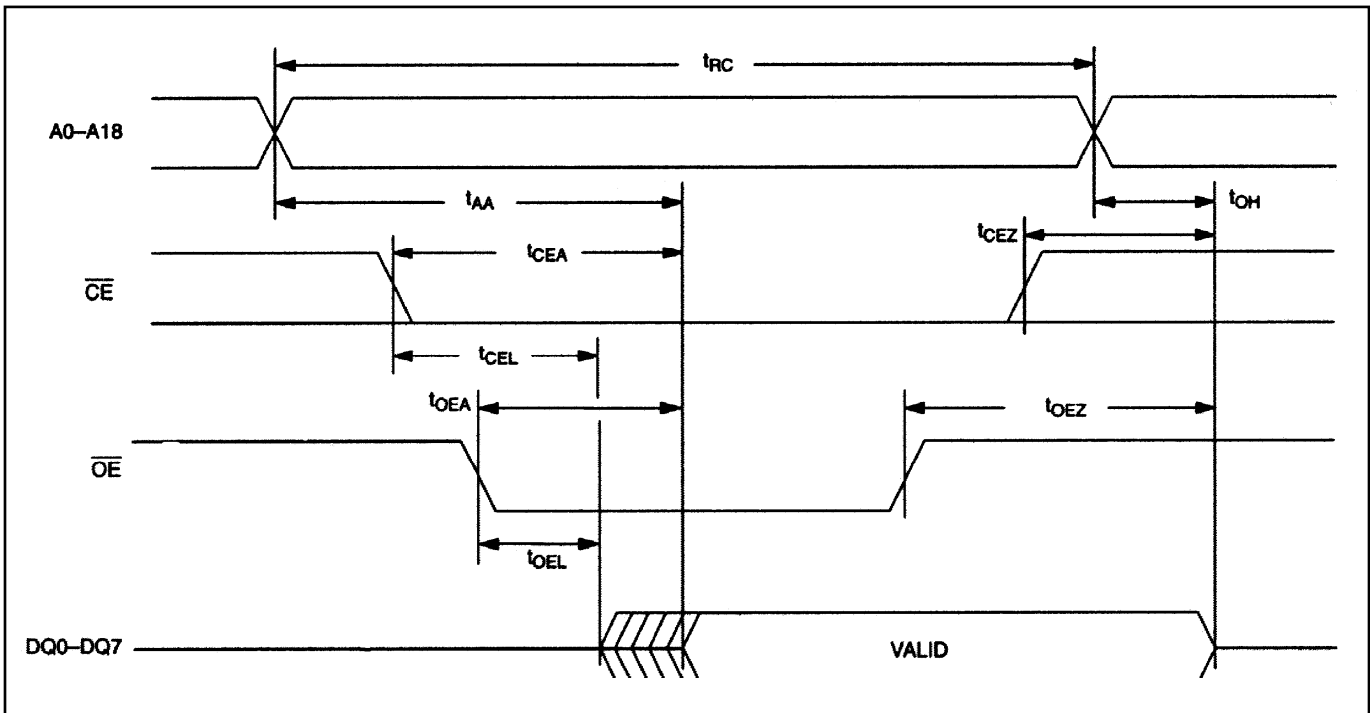 tRC
A0–A18
tAA
tOH
tCEZ
tCEA
CE
tCEL
tOEA
tOEZ
OE
tOEL
DQ0–DQ7
VALID